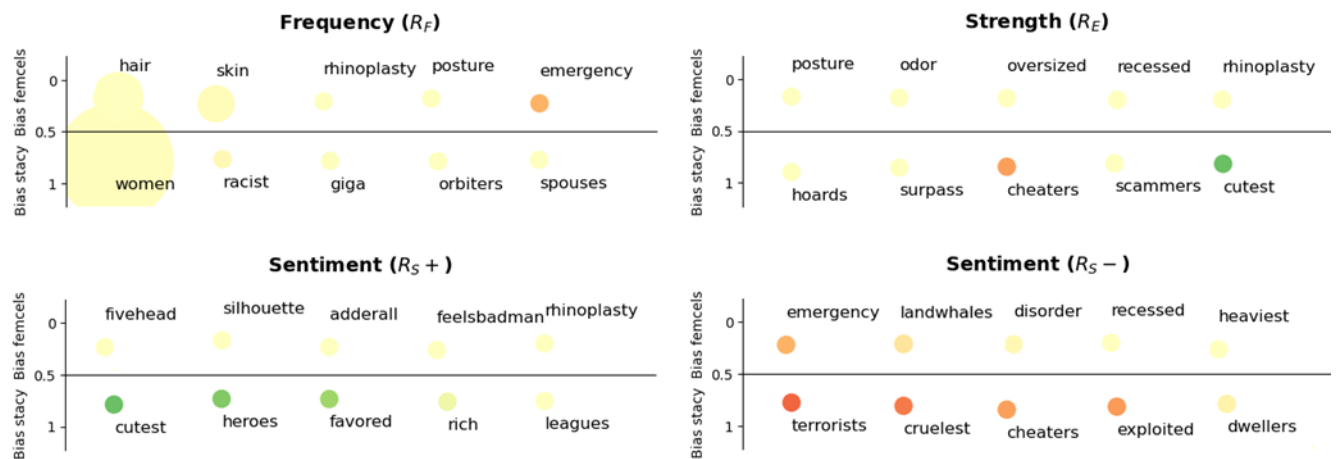 Frequency (R_F)
Bias femcels
Bias stacy
0
0.5
1
hair
skin
rhinoplasty
posture
emergency
women
racist
giga
orbiters
spouses
Strength (R_E)
Bias femcels
Bias stacy
0
0.5
1
posture
odor
oversized
recessed
rhinoplasty
hoards
surpass
cheaters
scammers
cutest
Sentiment (R_S+)
Bias femcels
Bias stacy
0
0.5
1
fivehead
silhouette
adderall
feelsbadman
rhinoplasty
cutest
heroes
favored
rich
leagues
Sentiment (R_S−)
Bias femcels
Bias stacy
0
0.5
1
emergency
landwhales
disorder
recessed
heaviest
terrorists
cruelest
cheaters
exploited
dwellers